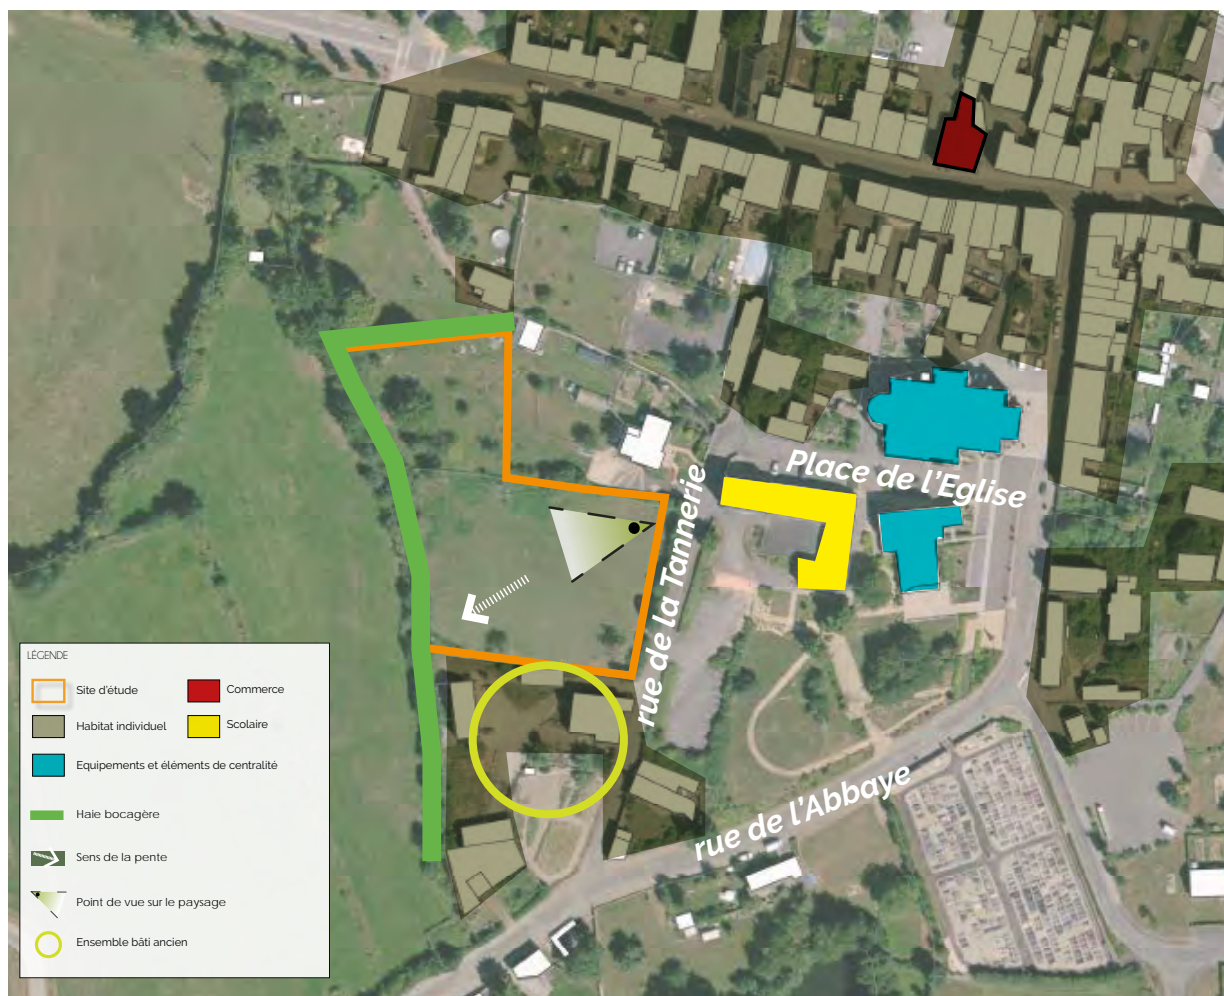 Place de l'Eglise
rue de la Tannerie
rue de l'Abbaye
LÉGENDE
Site d'étude
Commerce
Habitat individuel
Scolaire
Equipements et éléments de centralité
Haie bocagère
Sens de la pente
Point de vue sur le paysage
Ensemble bâti ancien